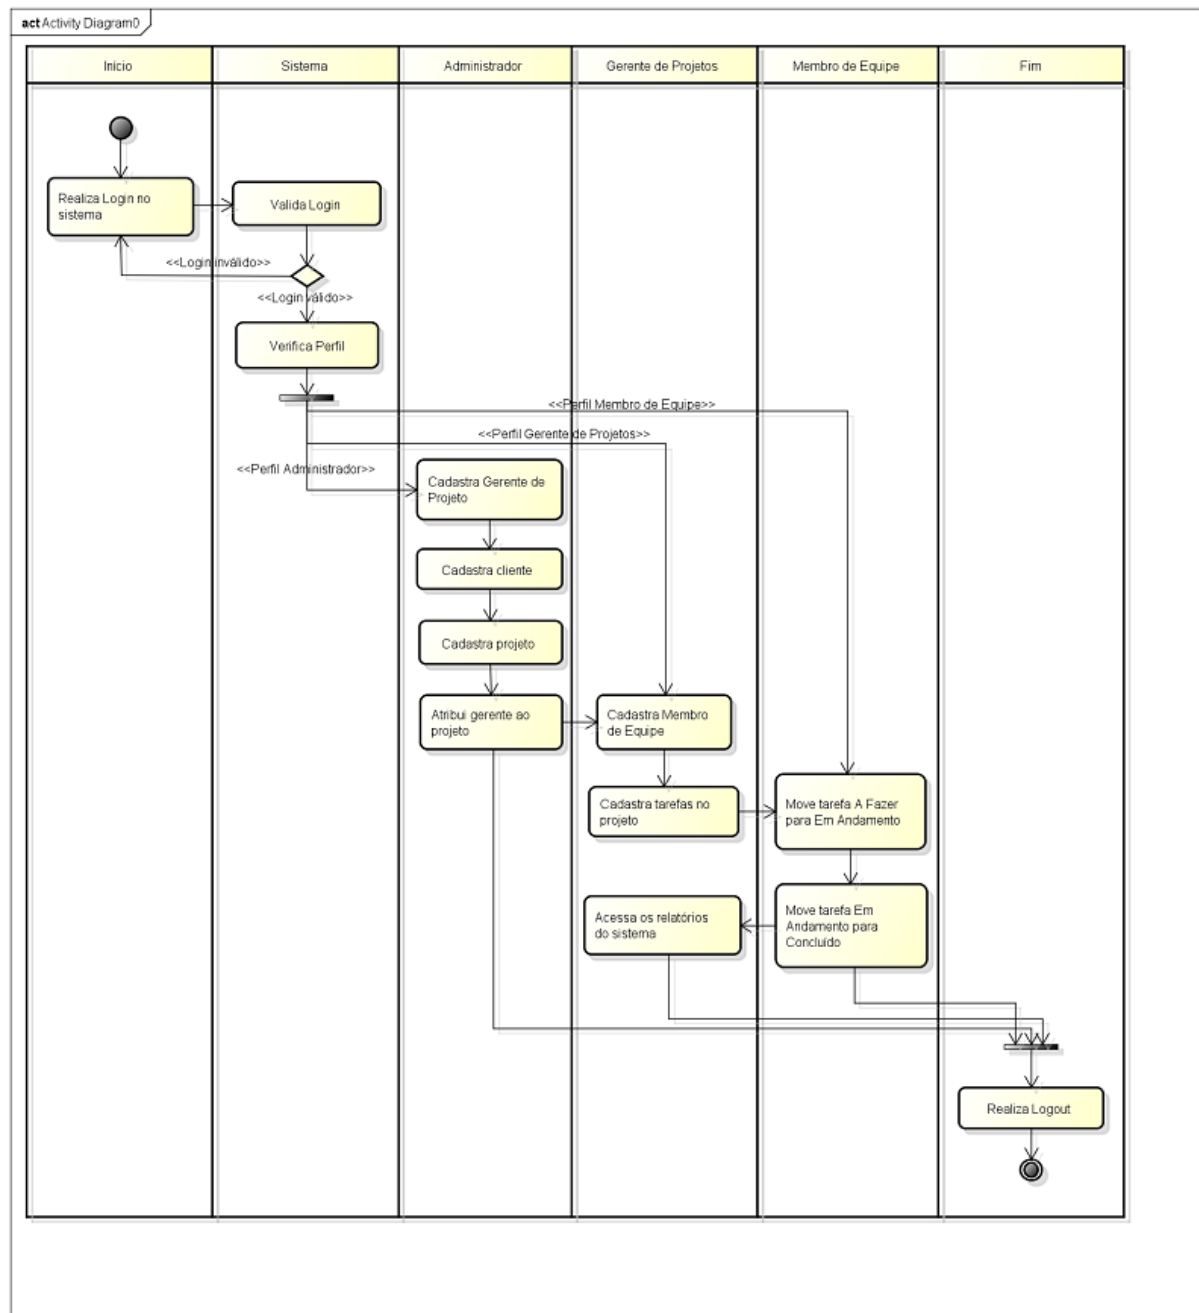 act Activity Diagram0
Início
Sistema
Administrador
Gerente de Projetos
Membro de Equipe
Fim
Realiza Login no
sistema
Valida Login
<<Login inválido>>
<<Login válido>>
Verifica Perfil
<<Perfil Membro de Equipe>>
<<Perfil Gerente de Projetos>>
<<Perfil Administrador>>
Cadastra Gerente de
Projeto
Cadastra cliente
Cadastra projeto
Atribui gerente ao
projeto
Cadastra Membro
de Equipe
Cadastra tarefas no
projeto
Move tarefa A Fazer
para Em Andamento
Move tarefa Em
Andamento para
Concluído
Acessa os relatórios
do sistema
Realiza Logout